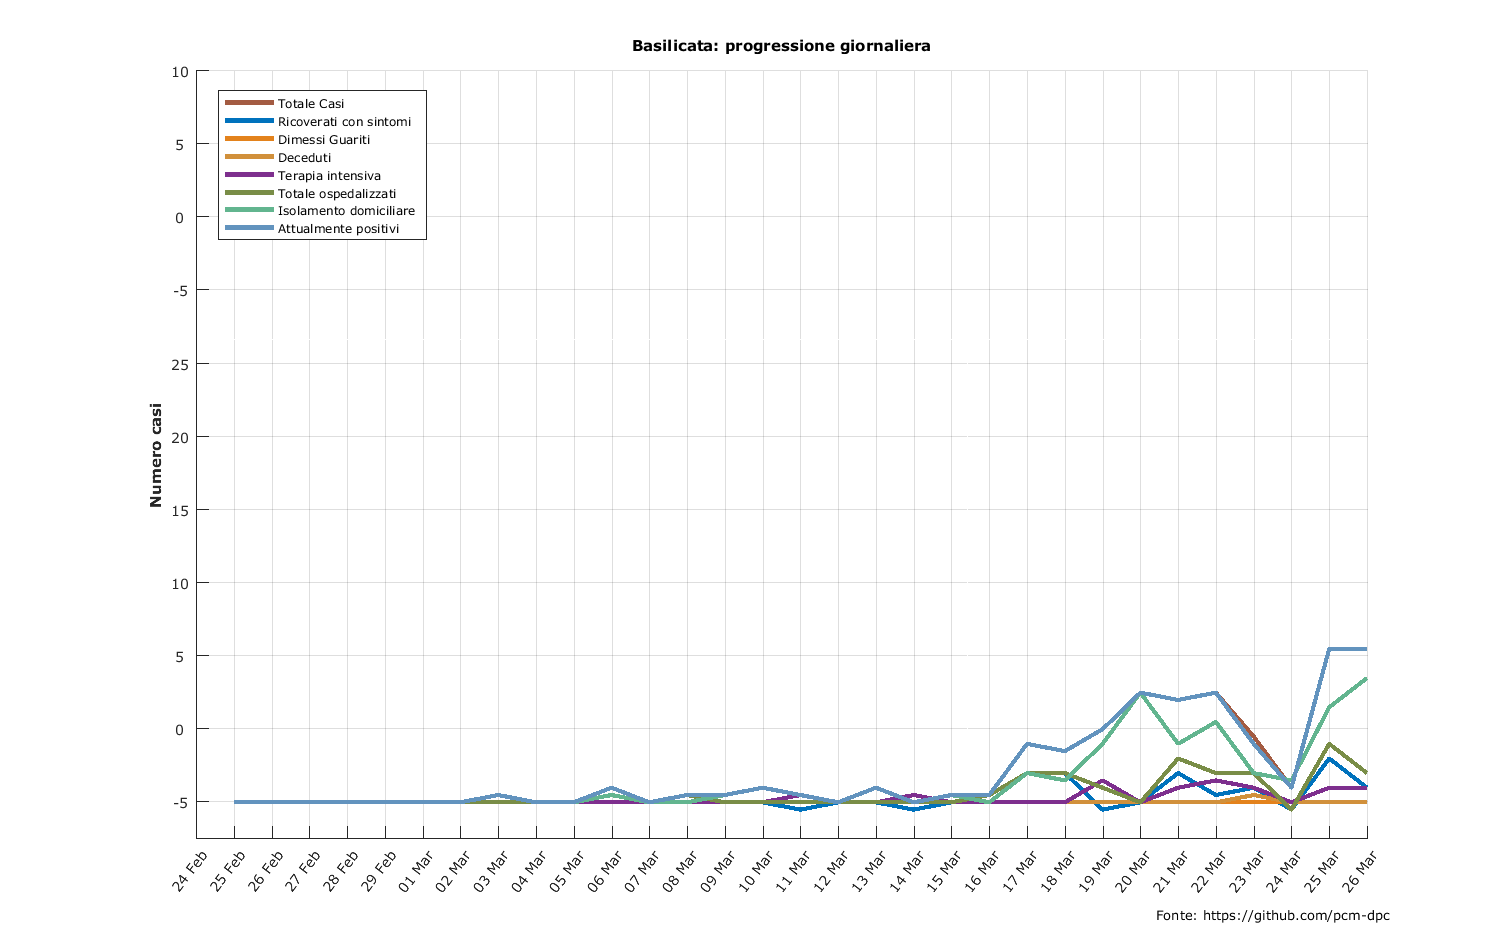 Basilicata: progressione giornaliera
10
5
0
-5
25
20
15
10
5
0
-5
Numero casi
Totale Casi
Ricoverati con sintomi
Dimessi Guariti
Deceduti
Terapia intensiva
Totale ospedalizzati
Isolamento domiciliare
Attualmente positivi
24 Feb
25 Feb
26 Feb
27 Feb
28 Feb
29 Feb
01 Mar
02 Mar
03 Mar
04 Mar
05 Mar
06 Mar
07 Mar
08 Mar
09 Mar
10 Mar
11 Mar
12 Mar
13 Mar
14 Mar
15 Mar
16 Mar
17 Mar
18 Mar
19 Mar
20 Mar
21 Mar
22 Mar
23 Mar
24 Mar
25 Mar
26 Mar
Fonte: https://github.com/pcm-dpc